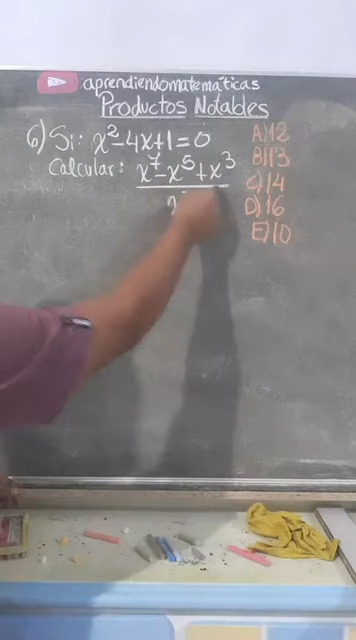 aprendiendomatemáticas
Productos Notables
6) Si: x²-4x+1=0
Calcular: x⁷-x⁵+x³
x
A) 12
B) 13
C) 14
D) 16
E) 10